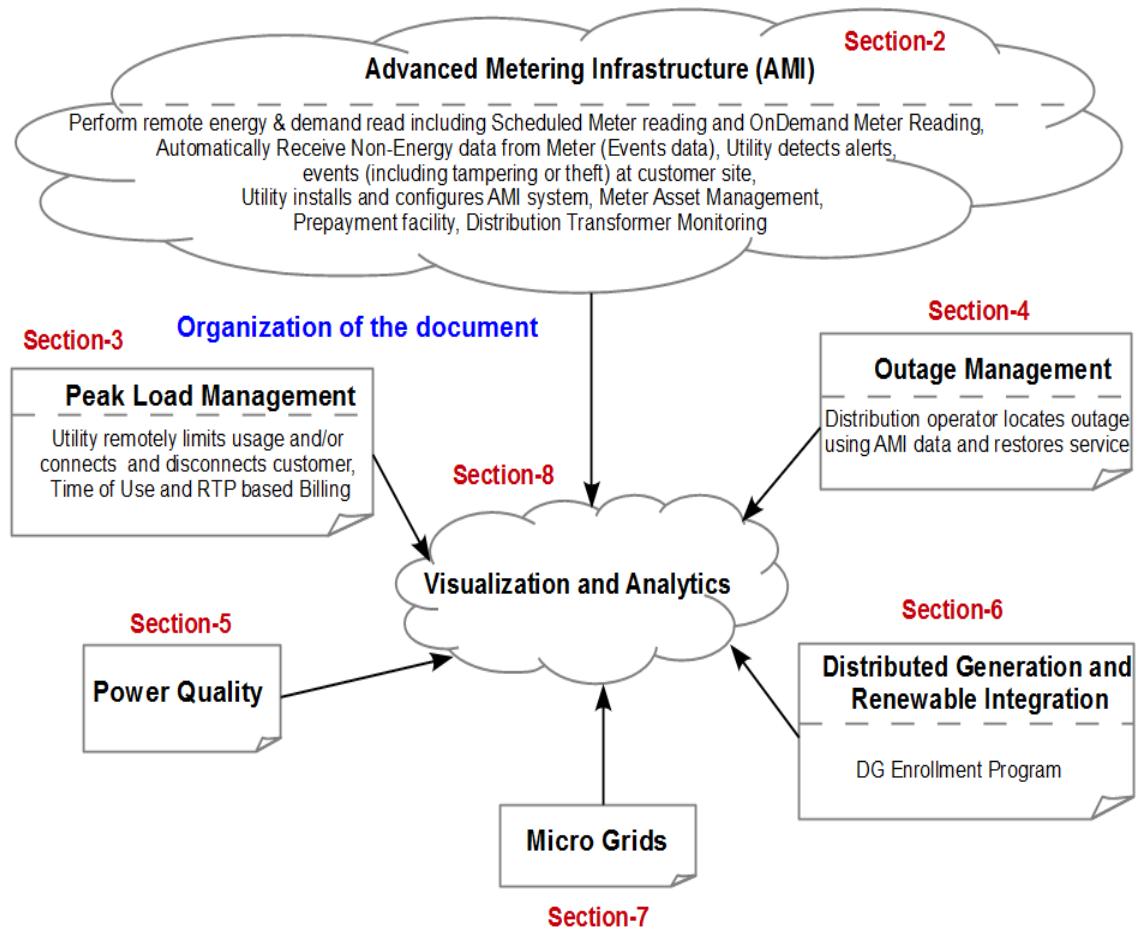 Section-2
Advanced Metering Infrastructure (AMI)
Perform remote energy & demand read including Scheduled Meter reading and OnDemand Meter Reading,
Automatically Receive Non-Energy data from Meter (Events data), Utility detects alerts,
events (including tampering or theft) at customer site,
Utility installs and configures AMI system, Meter Asset Management,
Prepayment facility, Distribution Transformer Monitoring
Organization of the document
Section-3
Peak Load Management
Utility remotely limits usage and/or
connects and disconnects customer,
Time of Use and RTP based Billing
Section-4
Outage Management
Distribution operator locates outage
using AMI data and restores service
Section-8
Visualization and Analytics
Section-5
Power Quality
Section-6
Distributed Generation and
Renewable Integration
DG Enrollment Program
Micro Grids
Section-7